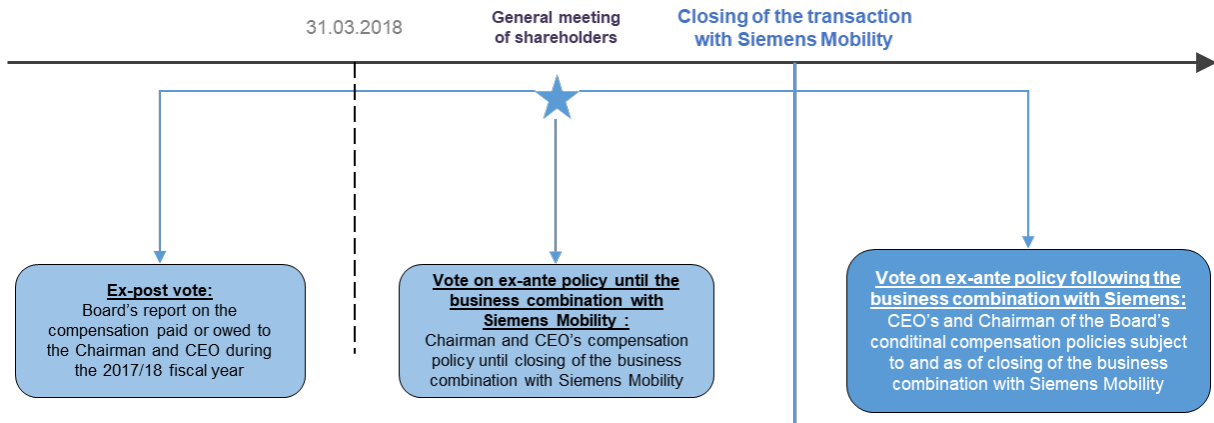 31.03.2018
General meeting
of shareholders
Closing of the transaction
with Siemens Mobility
Ex-post vote:
Board's report on the
compensation paid or owed to
the Chairman and CEO during
the 2017/18 fiscal year
Vote on ex-ante policy until the
business combination with
Siemens Mobility :
Chairman and CEO's compensation
policy until closing of the business
combination with Siemens Mobility
Vote on ex-ante policy following the
business combination with Siemens:
CEO's and Chairman of the Board's
conditinal compensation policies subject
to and as of closing of the business
combination with Siemens Mobility